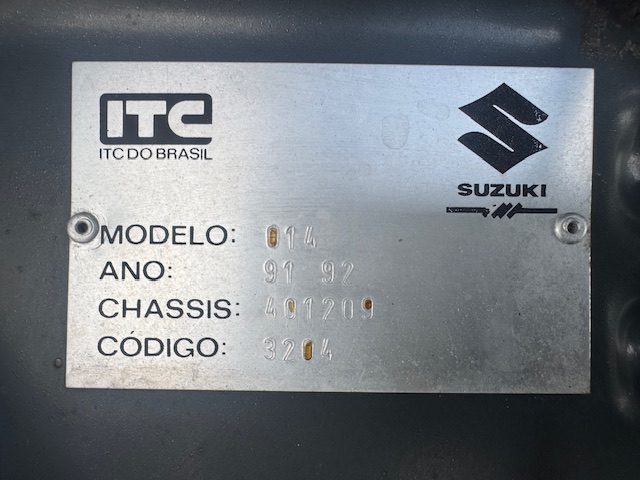 ITC
ITC DO BRASIL
SUZUKI
MODELO: 014
ANO: 91 92
CHASSIS: 401209
CÓDIGO: 3204